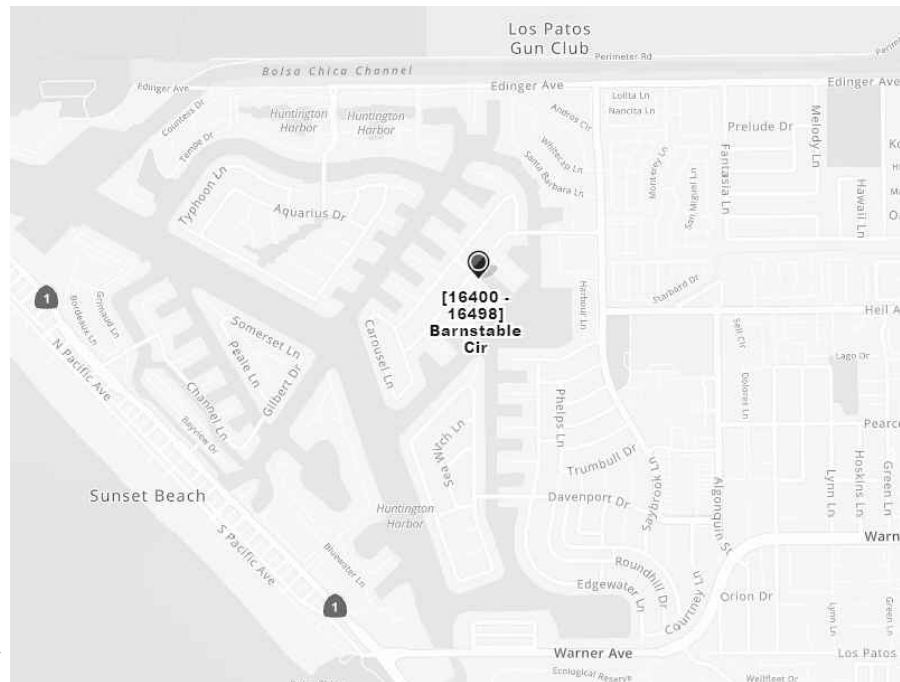 Los Patos
Gun Club
Perimeter Rd
Bolsa Chica Channel
Edinger Ave
Edinger Ave
Edinger Ave
Countess Dr
Tempe Dr
Huntington
Harbor
Huntington
Harbor
Andros Cir
Lolita Ln
Nancita Ln
Whitecap Ln
Santa Barbara Ln
Monterey Ln
San Miguel Ln
Prelude Dr
Fantasia Ln
Melody Ln
Hawaii Ln
Typhoon Ln
Aquarius Dr
1
Grimaud Ln
Bordeaux Ln
N Pacific Ave
Somerset Ln
Peale Ln
Gilbert Dr
Channel Ln
Bayview Dr
Carousel Ln
[16400 -
16498]
Barnstable
Cir
Harbour Ln
Starboard Dr
Heil A
Sell Cir
Lago Dr
Dolores Ln
Pearce
Phelps Ln
Trumbull Dr
Davenport Dr
Saybrook Ln
Algonquin St
Lynn Ln
Hoskins Ln
Green Ln
Sunset Beach
S Pacific Ave
Huntington
Harbor
Bluewater Ln
1
Warn
Roundhill Dr
Edgewater Ln
Courtney Ln
Orion Dr
Lynn Ln
Green Ln
Warner Ave
Los Patos
Ecological Reserve
Wellfleet Dr